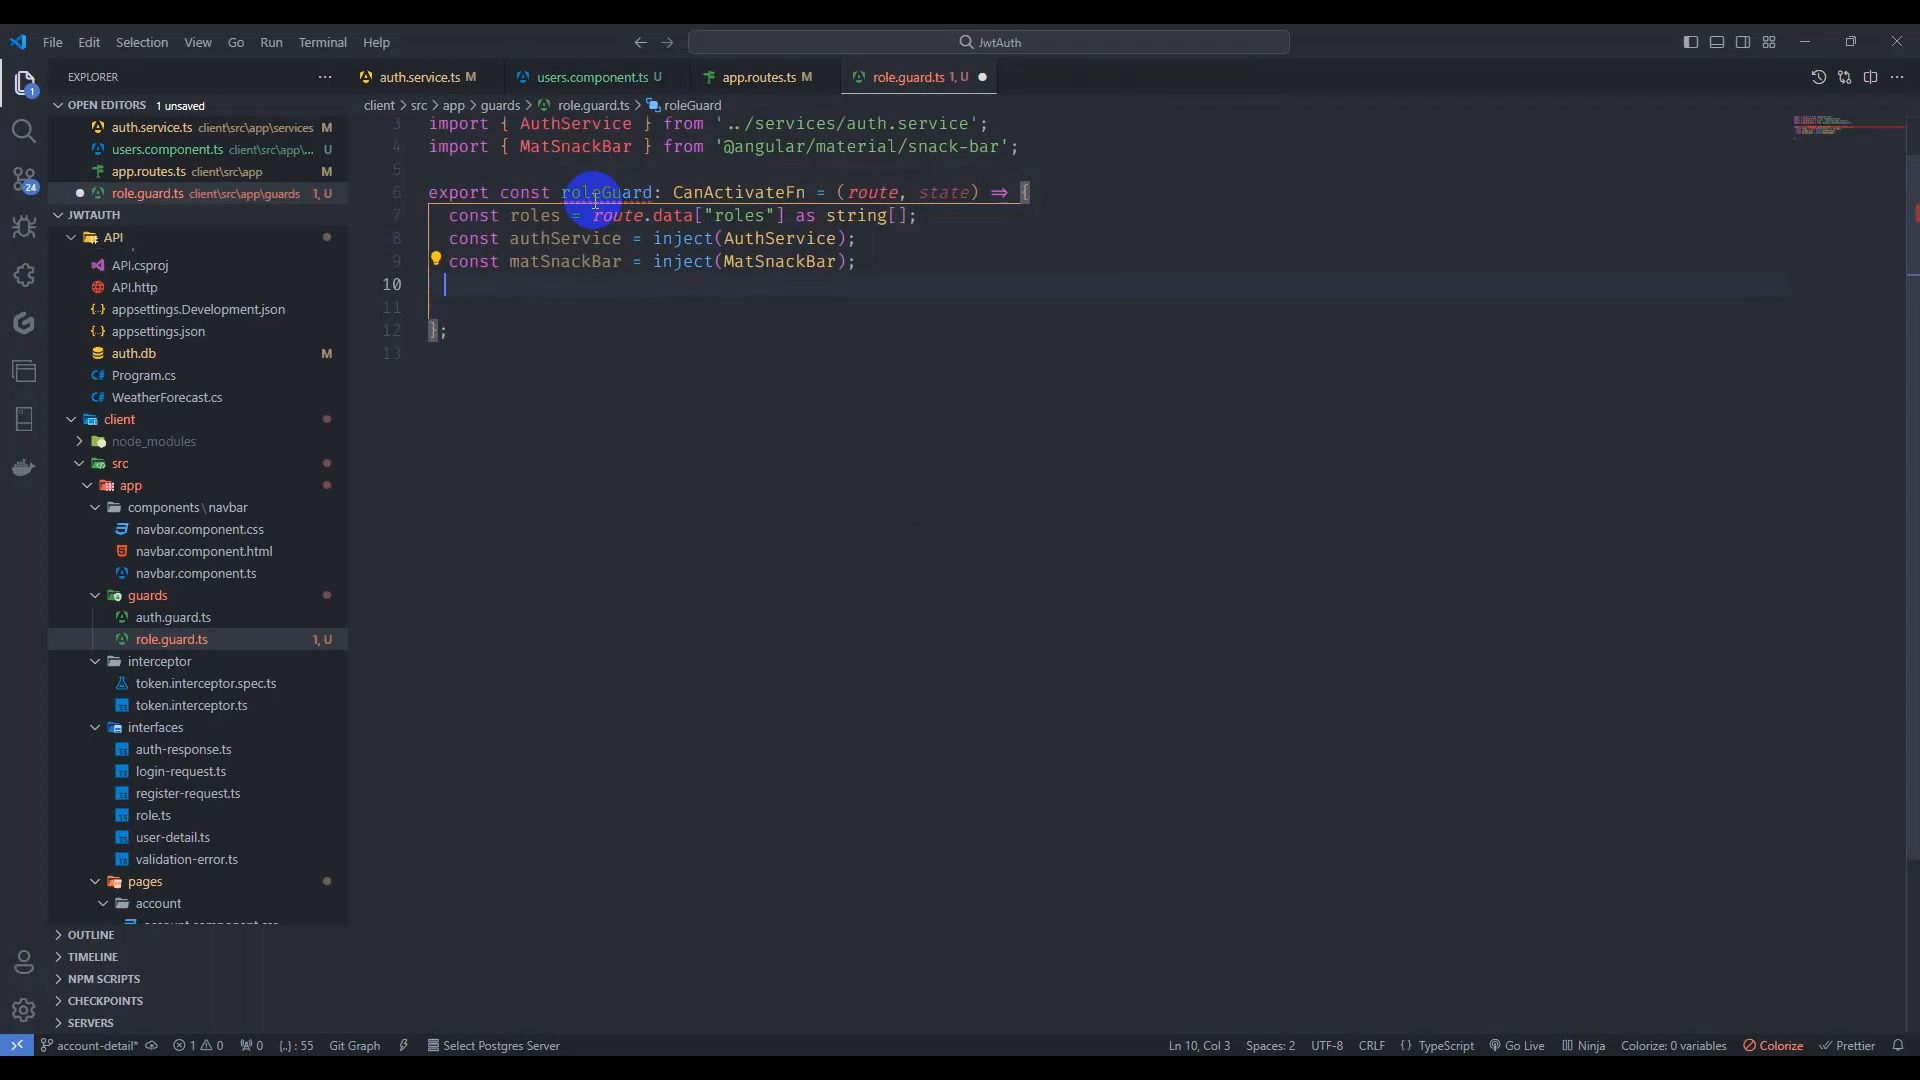 File Edit Selection View Go Run Terminal Help
JwtAuth
EXPLORER
auth.service.ts M
users.component.ts U
app.routes.ts M
role.guard.ts 1, U
OPEN EDITORS 1 unsaved
client > src > app > guards > role.guard.ts > roleGuard
auth.service.ts client\src\app\services M
users.component.ts client\src\app\... U
app.routes.ts client\src\app M
role.guard.ts client\src\app\guards 1, U
JWTAUTH
API
API.csproj
API.http
appsettings.Development.json
appsettings.json
auth.db M
Program.cs
WeatherForecast.cs
client
node_modules
src
app
components\navbar
navbar.component.css
navbar.component.html
navbar.component.ts
guards
auth.guard.ts
role.guard.ts 1, U
interceptor
token.interceptor.spec.ts
token.interceptor.ts
interfaces
auth-response.ts
login-request.ts
register-request.ts
role.ts
user-detail.ts
validation-error.ts
pages
account
OUTLINE
TIMELINE
NPM SCRIPTS
CHECKPOINTS
SERVERS
3 import { AuthService } from '../services/auth.service';
4 import { MatSnackBar } from '@angular/material/snack-bar';
5
6 export const roleGuard: CanActivateFn = (route, state) => {
7 const roles = route.data["roles"] as string[];
8 const authService = inject(AuthService);
9 const matSnackBar = inject(MatSnackBar);
10
11
12 };
13
account-detail* 1 0 0 {..} : 55 Git Graph Select Postgres Server
Ln 10, Col 3 Spaces: 2 UTF-8 CRLF {} TypeScript Go Live Ninja Colorize: 0 variables Colorize Prettier
24
1